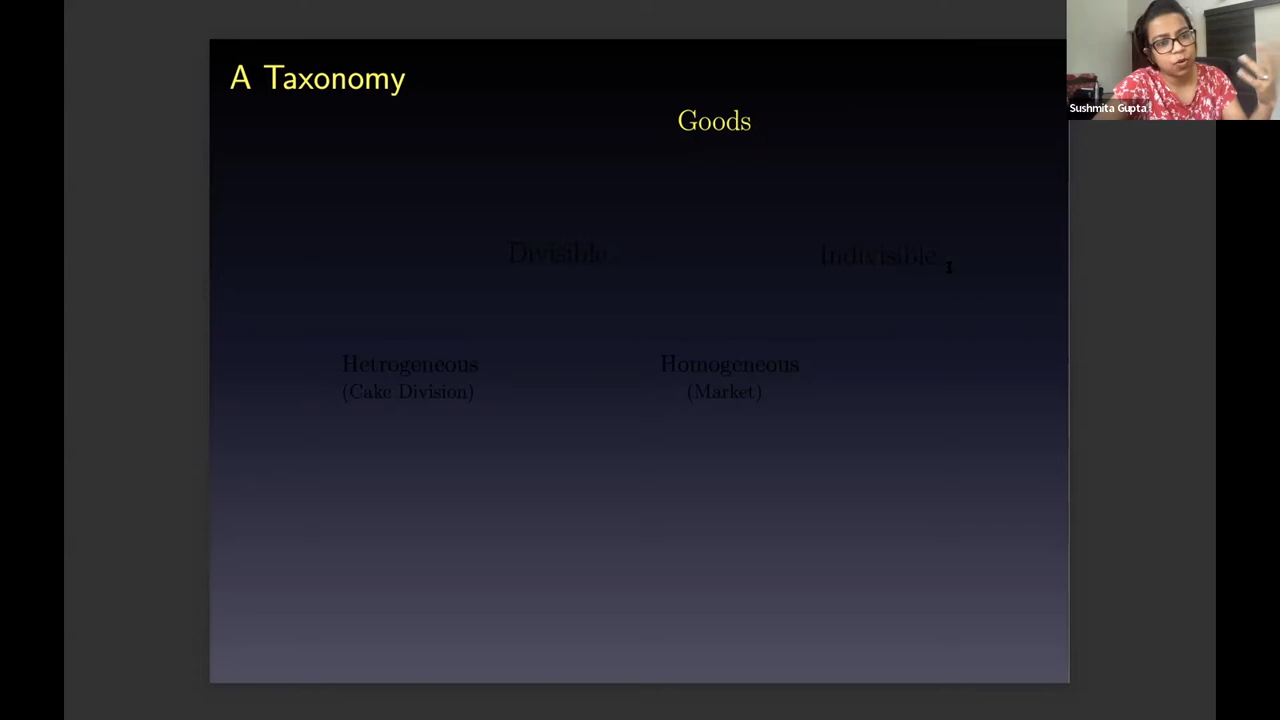 A Taxonomy
Goods
Divisible
Indivisible
Hetrogeneous
(Cake Division)
Homogeneous
(Market)
Sushmita Gupta